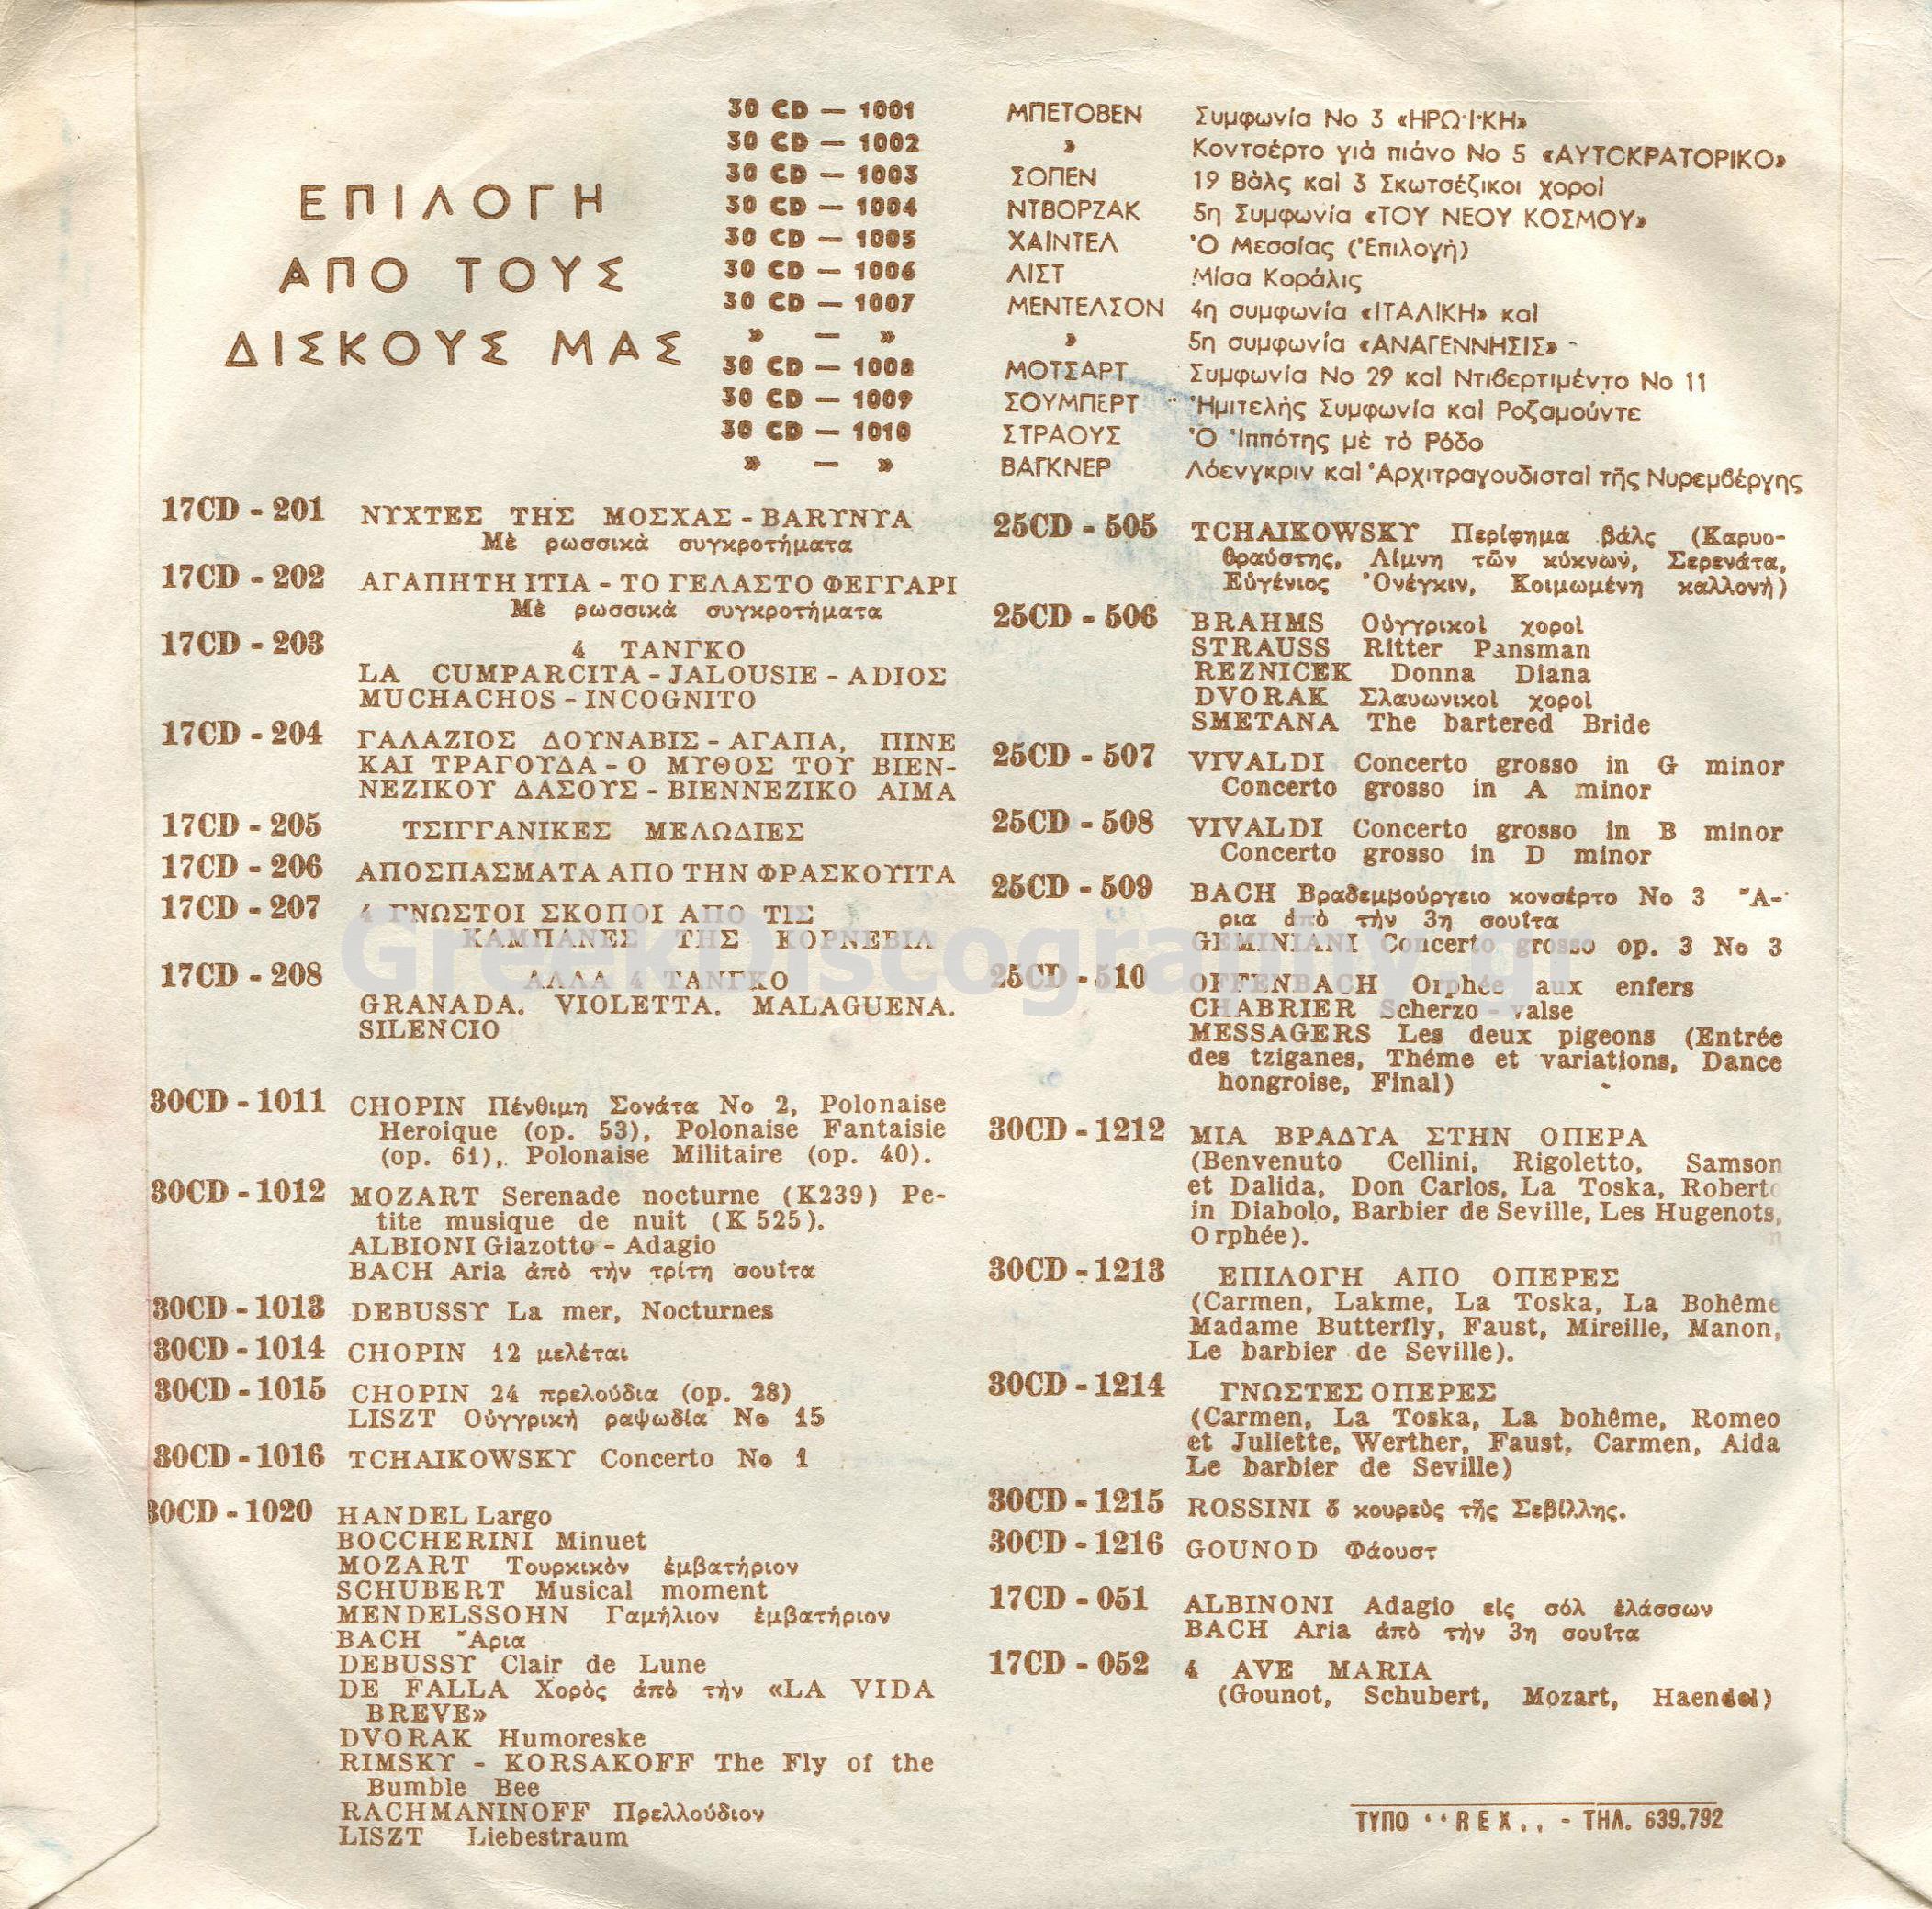 ΕΠΙΛΟΓΗ
ΑΠΟ ΤΟΥΣ
ΔΙΣΚΟΥΣ ΜΑΣ
30 CD — 1001 ΜΠΕΤΟΒΕΝ Συμφωνία Νο 3 «ΗΡΩ·Ι·ΚΗ»
30 CD — 1002 » Κοντσέρτο γιὰ πιάνο Νο 5 «ΑΥΤΟΚΡΑΤΟΡΙΚΟ»
30 CD — 1003 ΣΟΠΕΝ 19 Βὰλς καὶ 3 Σκωτσέζικοι χοροί
30 CD — 1004 ΝΤΒΟΡΖΑΚ 5η Συμφωνία «ΤΟΥ ΝΕΟΥ ΚΟΣΜΟΥ»
30 CD — 1005 ΧΑΙΝΤΕΛ Ὁ Μεσσίας (Ἐπιλογή)
30 CD — 1006 ΛΙΣΤ Μίσα Κοράλις
30 CD — 1007 ΜΕΝΤΕΛΣΟΝ 4η συμφωνία «ΙΤΑΛΙΚΗ» καὶ
» — » » 5η συμφωνία «ΑΝΑΓΕΝΝΗΣΙΣ»
30 CD — 1008 ΜΟΤΣΑΡΤ Συμφωνία Νο 29 καὶ Ντιβερτιμέντο Νο 11
30 CD — 1009 ΣΟΥΜΠΕΡΤ Ἡμιτελής Συμφωνία καὶ Ροζαμούντε
30 CD — 1010 ΣΤΡΑΟΥΣ Ὁ Ἱππότης μὲ τὸ Ρόδο
» — » ΒΑΓΚΝΕΡ Λόενγκριν καὶ Ἀρχιτραγουδισταὶ τῆς Νυρεμβέργης
17CD - 201 ΝΥΧΤΕΣ ΤΗΣ ΜΟΣΧΑΣ - BARYNYA
Μὲ ρωσσικὰ συγκροτήματα
17CD - 202 ΑΓΑΠΗΤΗ ΙΤΙΑ - ΤΟ ΓΕΛΑΣΤΟ ΦΕΓΓΑΡΙ
Μὲ ρωσσικὰ συγκροτήματα
17CD - 203 4 ΤΑΝΓΚΟ
LA CUMPARCITA - JALOUSIE - ADIOΣ
MUCHACHOS - INCOGNITO
17CD - 204 ΓΑΛΑΖΙΟΣ ΔΟΥΝΑΒΙΣ - ΑΓΑΠΑ, ΠΙΝΕ
ΚΑΙ ΤΡΑΓΟΥΔΑ - Ο ΜΥΘΟΣ ΤΟΥ ΒΙΕΝ-
ΝΕΖΙΚΟΥ ΔΑΣΟΥΣ - ΒΙΕΝΝΕΖΙΚΟ ΑΙΜΑ
17CD - 205 ΤΣΙΓΓΑΝΙΚΕΣ ΜΕΛΩΔΙΕΣ
17CD - 206 ΑΠΟΣΠΑΣΜΑΤΑ ΑΠΟ ΤΗΝ ΦΡΑΣΚΟΥΙΤΑ
17CD - 207 4 ΓΝΩΣΤΟΙ ΣΚΟΠΟΙ ΑΠΟ ΤΙΣ
ΚΑΜΠΑΝΕΣ ΤΗΣ ΚΟΡΝΕΒΙΛ
17CD - 208 ΑΛΛΑ 4 ΤΑΝΓΚΟ
GRANADA. VIOLETTA. MALAGUENA.
SILENCIO
30CD - 1011 CHOPIN Πένθιμη Σονάτα Νο 2, Polonaise
Heroique (op. 53), Polonaise Fantaisie
(op. 61), Polonaise Militaire (op. 40).
30CD - 1012 MOZART Serenade nocturne (K239) Pe-
tite musique de nuit (K 525).
ALBIONI Giazotto - Adagio
BACH Aria ἀπὸ τὴν τρίτη σουΐτα
30CD - 1013 DEBUSSY La mer, Nocturnes
30CD - 1014 CHOPIN 12 μελέται
30CD - 1015 CHOPIN 24 πρελούδια (op. 28)
LISZT Οὑγγρικὴ ραψωδία Νο 15
30CD - 1016 TCHAIKOWSKY Concerto No 1
30CD - 1020 HANDEL Largo
BOCCHERINI Minuet
MOZART Τουρκικὸν ἐμβατήριον
SCHUBERT Musical moment
MENDELSSOHN Γαμήλιον ἐμβατήριον
BACH Ἄρια
DEBUSSY Clair de Lune
DE FALLA Χορὸς ἀπὸ τὴν «LA VIDA
BREVE»
DVORAK Humoreske
RIMSKY - KORSAKOFF The Fly of the
Bumble Bee
RACHMANINOFF Πρελλούδιον
LISZT Liebestraum
25CD - 505 TCHAIKOWSKY Περίφημα βάλς (Καρυο-
θραύστης, Λίμνη τῶν κύκνων, Σερενάτα,
Εὐγένιος Ὀνέγκιν, Κοιμωμένη καλλονή)
25CD - 506 BRAHMS Οὑγγρικοὶ χοροὶ
STRAUSS Ritter Pansman
REZNICEK Donna Diana
DVORAK Σλαυωνικοὶ χοροὶ
SMETANA The bartered Bride
25CD - 507 VIVALDI Concerto grosso in G minor
Concerto grosso in A minor
25CD - 508 VIVALDI Concerto grosso in B minor
Concerto grosso in D minor
25CD - 509 BACH Βραδεμβούργειο κονσέρτο Νο 3 Ἄ-
ρια ἀπὸ τὴν 3η σουΐτα
GEMINIANI Concerto grosso op. 3 No 3
25CD - 510 OFFENBACH Orphée aux enfers
CHABRIER Scherzo - valse
MESSAGERS Les deux pigeons (Entrée
des tziganes, Théme et variations, Dance
hongroise, Final)
30CD - 1212 ΜΙΑ ΒΡΑΔΥΑ ΣΤΗΝ ΟΠΕΡΑ
(Benvenuto Cellini, Rigoletto, Samson
et Dalida, Don Carlos, La Toska, Roberto
in Diabolo, Barbier de Seville, Les Hugenots,
Orphée).
30CD - 1213 ΕΠΙΛΟΓΗ ΑΠΟ ΟΠΕΡΕΣ
(Carmen, Lakme, La Toska, La Bohême
Madame Butterfly, Faust, Mireille, Manon,
Le barbier de Seville).
30CD - 1214 ΓΝΩΣΤΕΣ ΟΠΕΡΕΣ
(Carmen, La Toska, La bohême, Romeo
et Juliette, Werther, Faust, Carmen, Aida
Le barbier de Seville)
30CD - 1215 ROSSINI ὁ κουρεὺς τῆς Σεβίλλης.
30CD - 1216 GOUNOD Φάουστ
17CD - 051 ALBINONI Adagio εἰς σόλ ἐλάσσων
BACH Aria ἀπὸ τὴν 3η σουΐτα
17CD - 052 4 AVE MARIA
(Gounot, Schubert, Mozart, Haendel)
ΤΥΠΟ “REX,, - ΤΗΛ. 639.792
GreekDiscography.gr